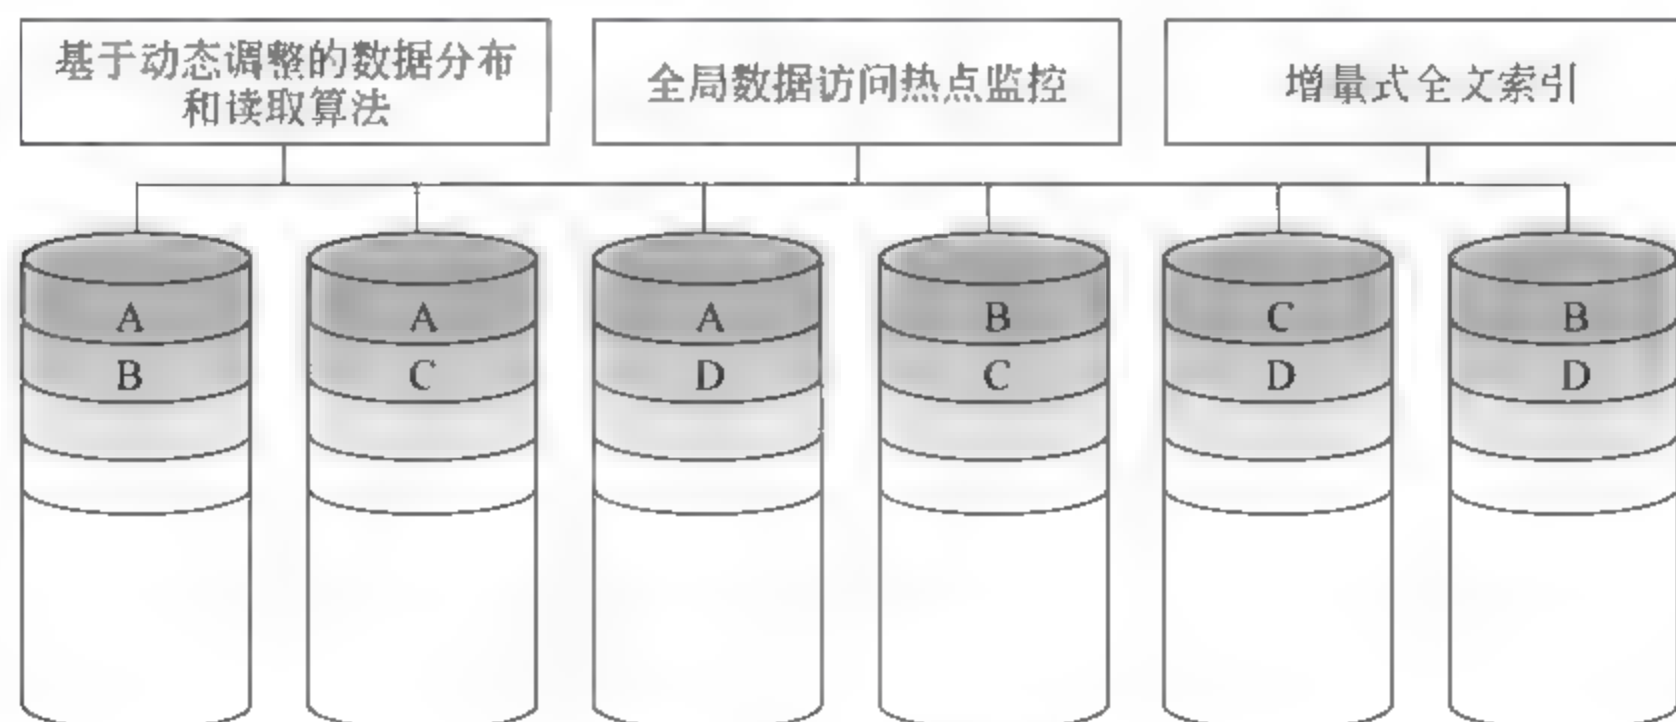 基于动态调整的数据分布
和读取算法
全局数据访问热点监控
增量式全文索引
A A A B C B
B C D C D D